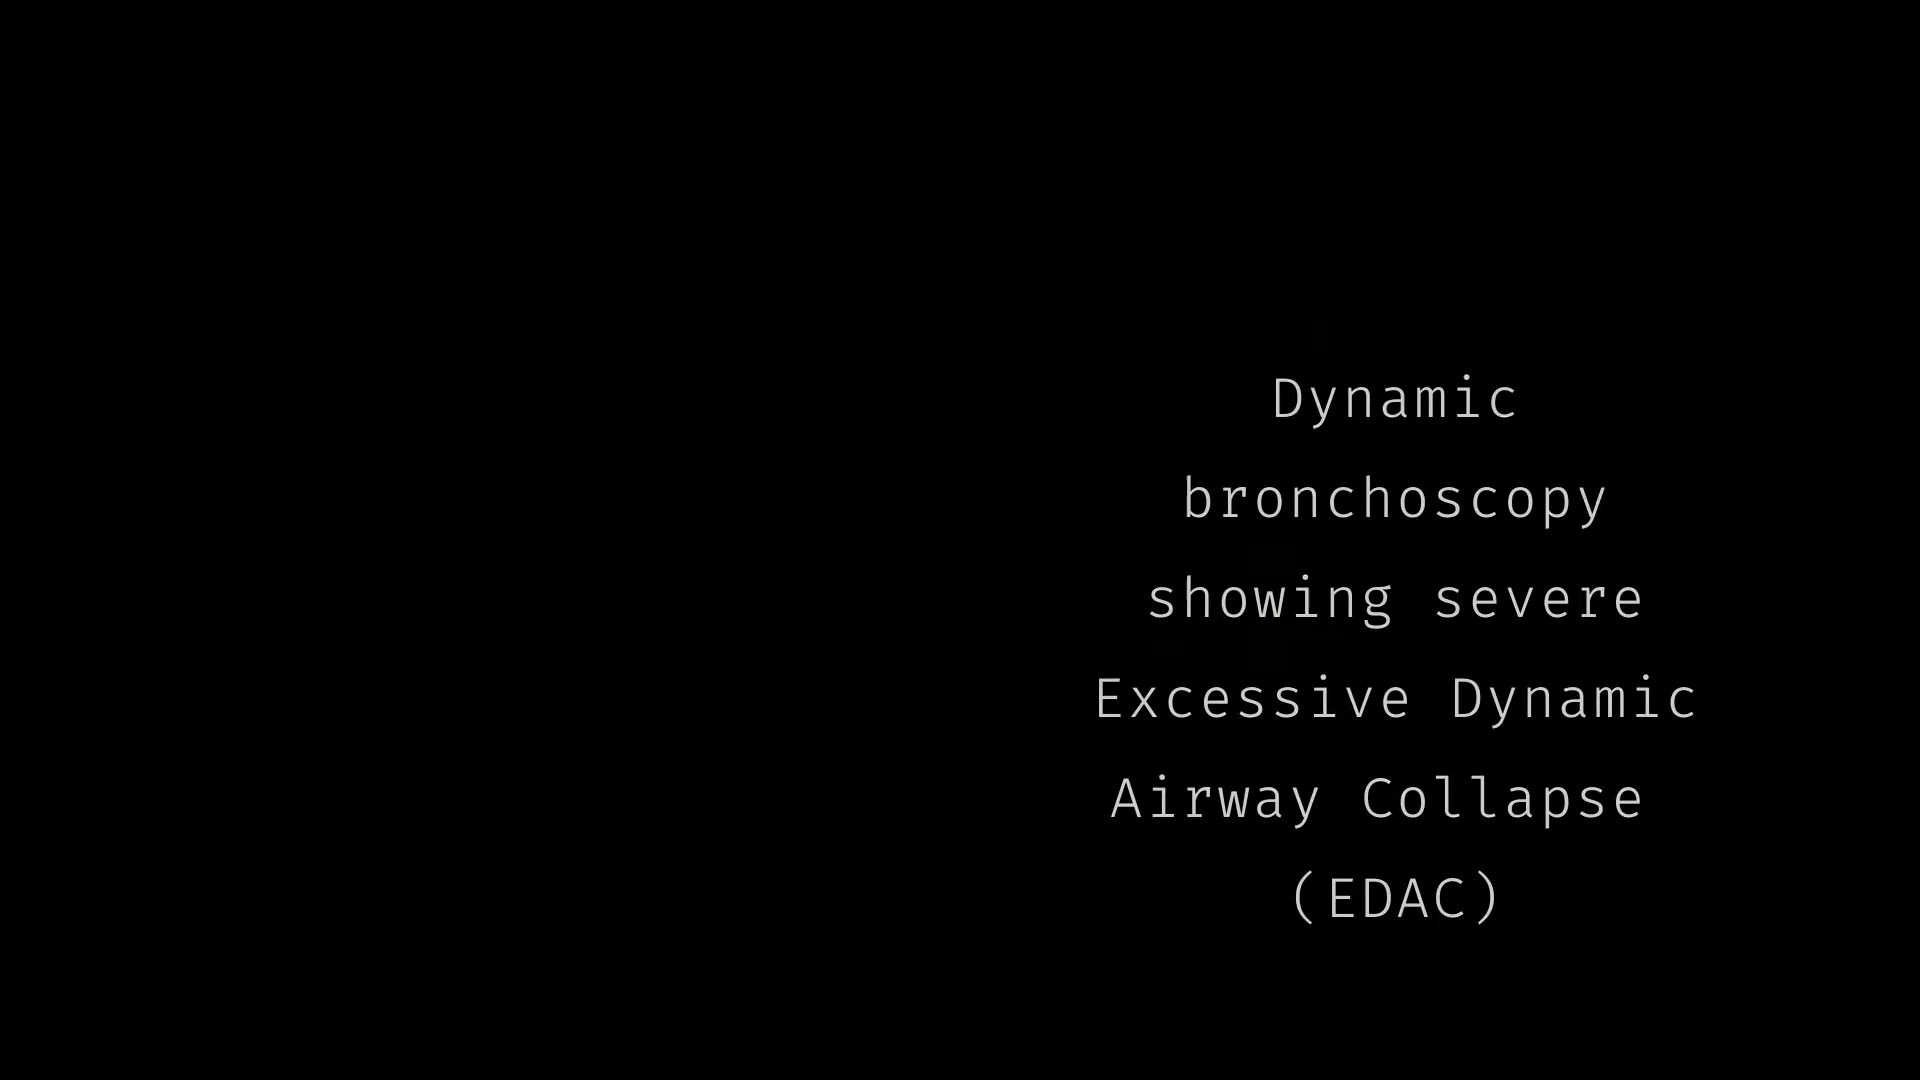 Dynamic
bronchoscopy
showing severe
Excessive Dynamic
Airway Collapse
(EDAC)